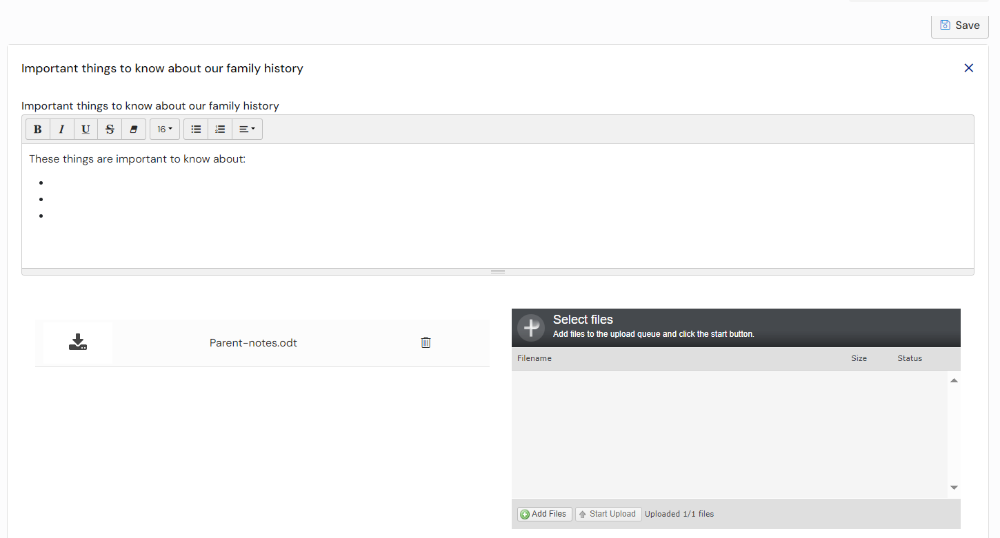 Save
Important things to know about our family history
Important things to know about our family history
B I U S 16
These things are important to know about:
Select files
Add files to the upload queue and click the start button.
Parent-notes.odt
Filename Size Status
Add Files Start Upload Uploaded 1/1 files